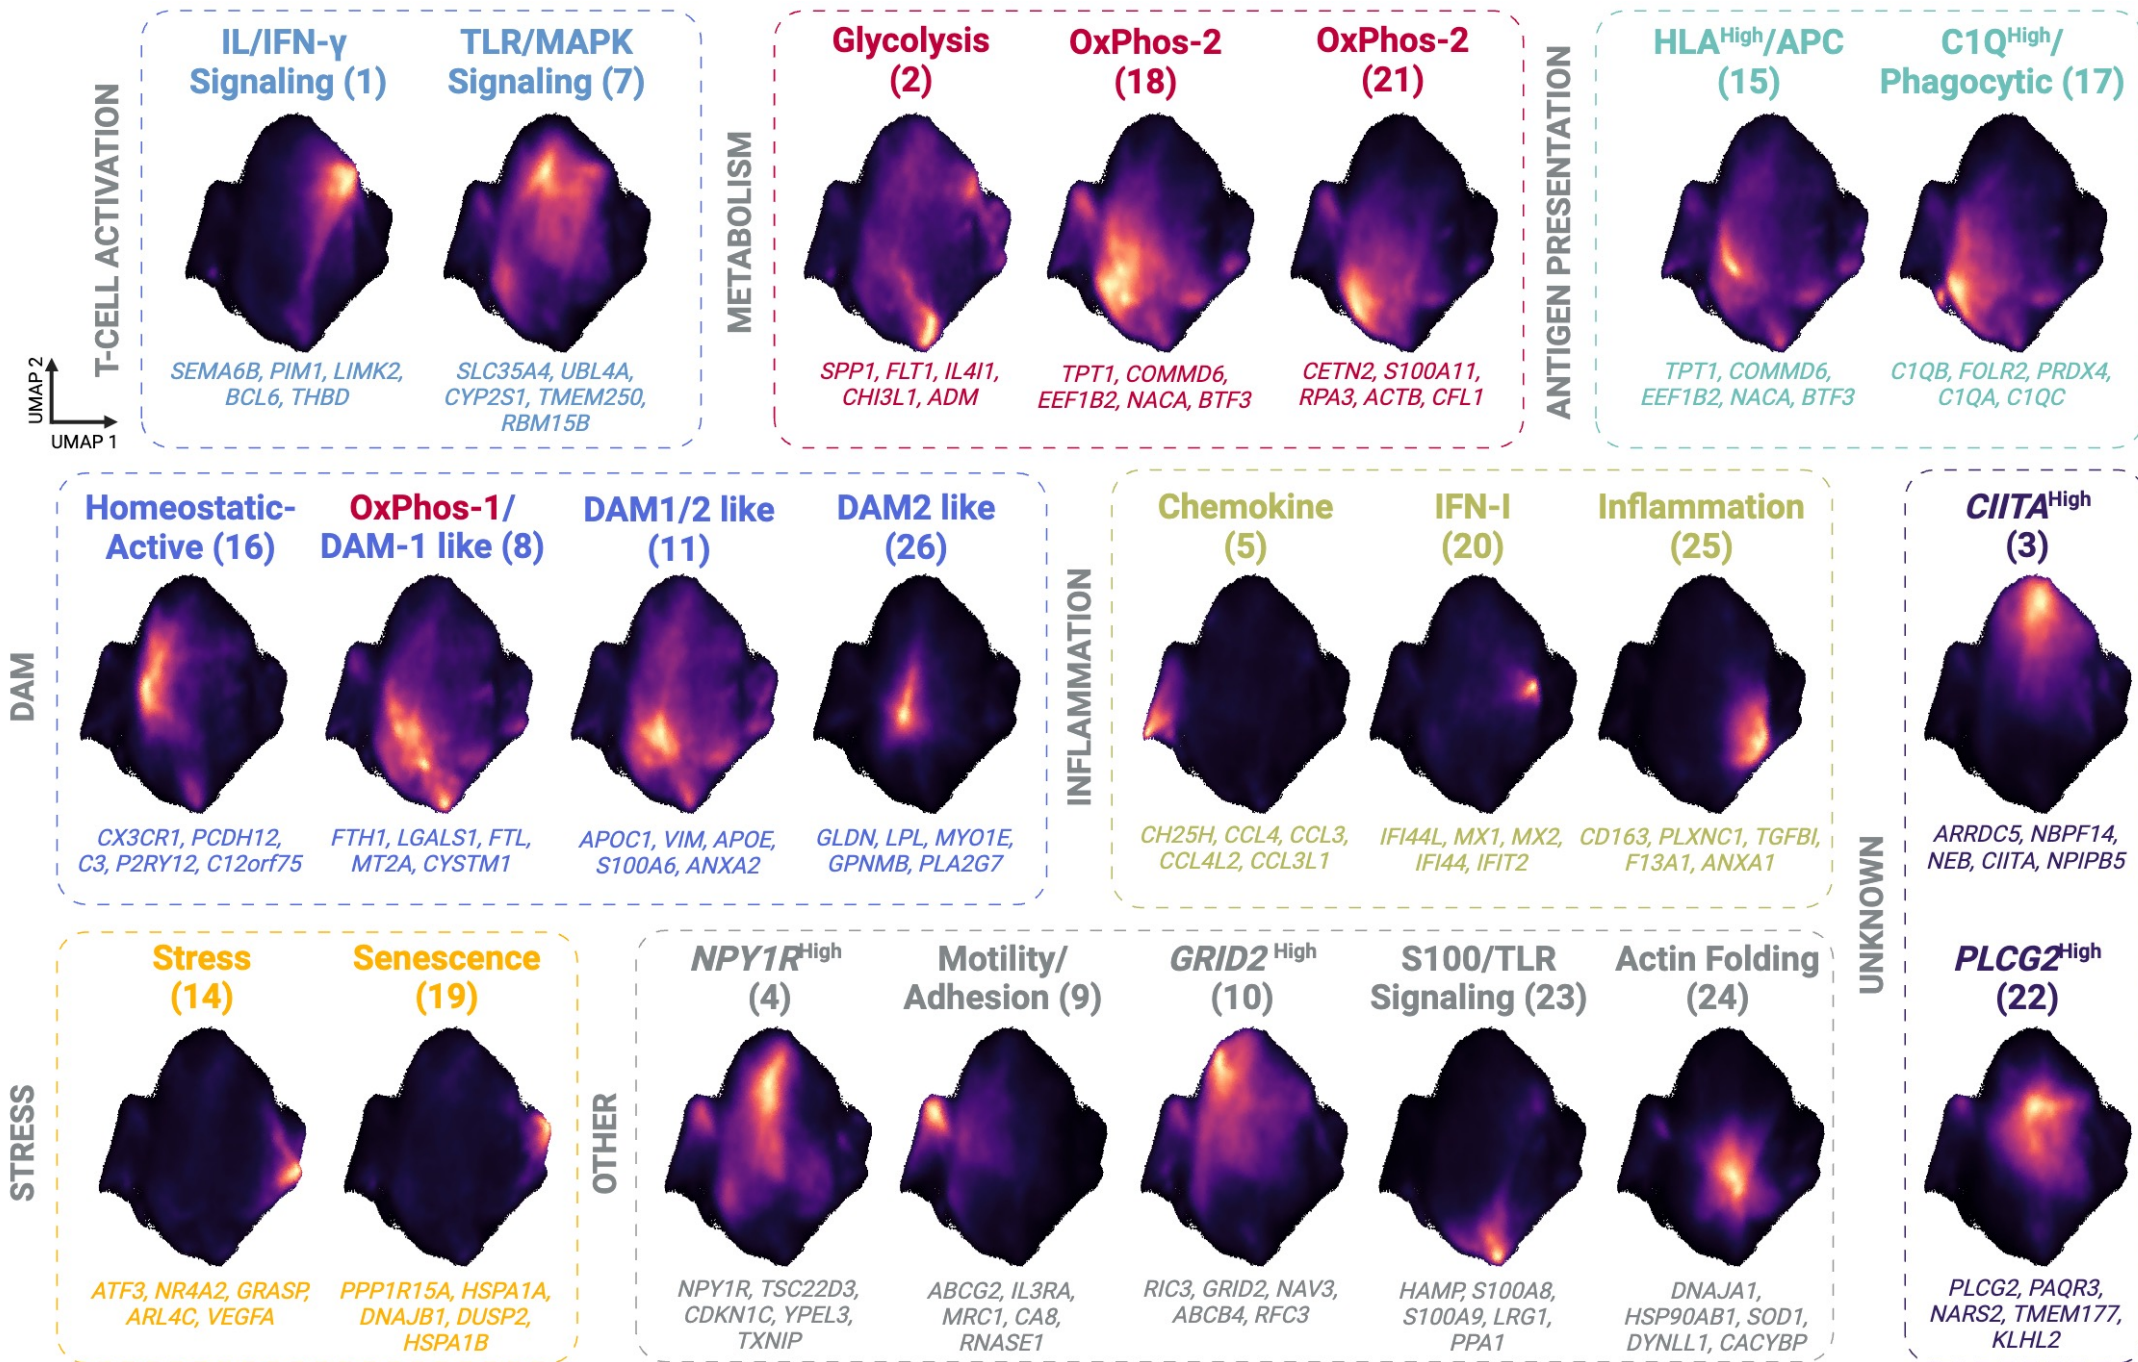 T-CELL ACTIVATION
IL/IFN-γ
Signaling (1)
SEMA6B, PIM1, LIMK2,
BCL6, THBD
TLR/MAPK
Signaling (7)
SLC35A4, UBL4A,
CYP2S1, TMEM250,
RBM15B
UMAP 2
UMAP 1
METABOLISM
Glycolysis
(2)
SPP1, FLT1, IL4I1,
CHI3L1, ADM
OxPhos-2
(18)
TPT1, COMMD6,
EEF1B2, NACA, BTF3
OxPhos-2
(21)
CETN2, S100A11,
RPA3, ACTB, CFL1
ANTIGEN PRESENTATION
HLAHigh/APC
(15)
TPT1, COMMD6,
EEF1B2, NACA, BTF3
C1QHigh/
Phagocytic (17)
C1QB, FOLR2, PRDX4,
C1QA, C1QC
DAM
Homeostatic-
Active (16)
CX3CR1, PCDH12,
C3, P2RY12, C12orf75
OxPhos-1/
DAM-1 like (8)
FTH1, LGALS1, FTL,
MT2A, CYSTM1
DAM1/2 like
(11)
APOC1, VIM, APOE,
S100A6, ANXA2
DAM2 like
(26)
GLDN, LPL, MYO1E,
GPNMB, PLA2G7
INFLAMMATION
Chemokine
(5)
CH25H, CCL4, CCL3,
CCL4L2, CCL3L1
IFN-I
(20)
IFI44L, MX1, MX2,
IFI44, IFIT2
Inflammation
(25)
CD163, PLXNC1, TGFBI,
F13A1, ANXA1
UNKNOWN
CIITAHigh
(3)
ARRDC5, NBPF14,
NEB, CIITA, NPIPB5
PLCG2High
(22)
PLCG2, PAQR3,
NARS2, TMEM177,
KLHL2
STRESS
Stress
(14)
ATF3, NR4A2, GRASP,
ARL4C, VEGFA
Senescence
(19)
PPP1R15A, HSPA1A,
DNAJB1, DUSP2,
HSPA1B
OTHER
NPY1RHigh
(4)
NPY1R, TSC22D3,
CDKN1C, YPEL3,
TXNIP
Motility/
Adhesion (9)
ABCG2, IL3RA,
MRC1, CA8,
RNASE1
GRID2 High
(10)
RIC3, GRID2, NAV3,
ABCB4, RFC3
S100/TLR
Signaling (23)
HAMP, S100A8,
S100A9, LRG1,
PPA1
Actin Folding
(24)
DNAJA1,
HSP90AB1, SOD1,
DYNLL1, CACYBP